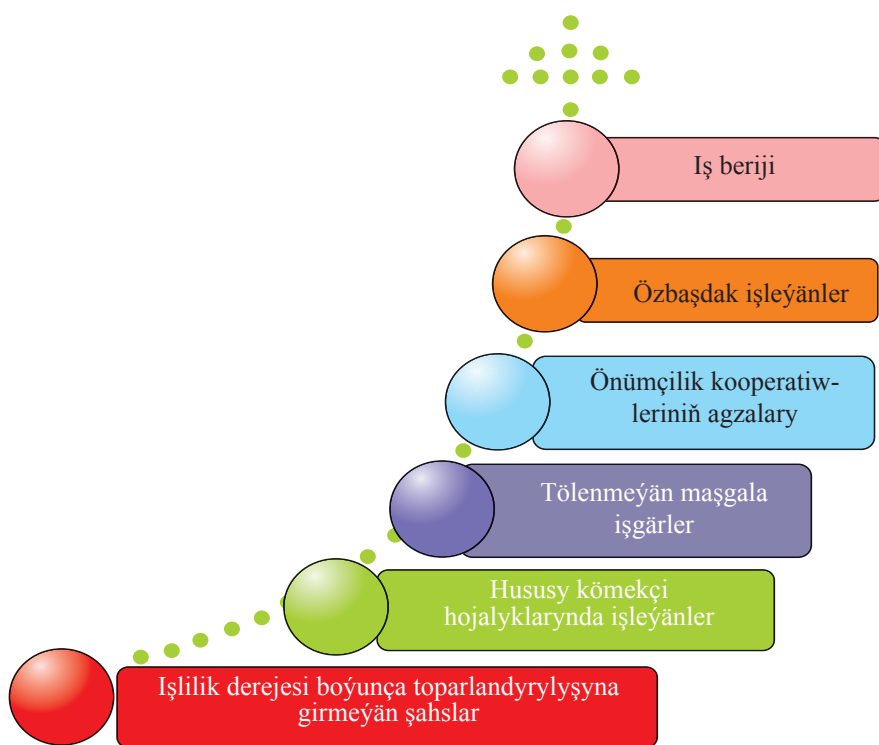 Iş beriji
Özbaşdak işleýänler
Önümçilik kooperatiw-
leriniň agzalary
Tölenmeýän maşgala
işgärler
Hususy kömekçi
hojalyklarynda işleýänler
Işlilik derejesi boýunça toparlandyrylyşyna
girmeýän şahslar